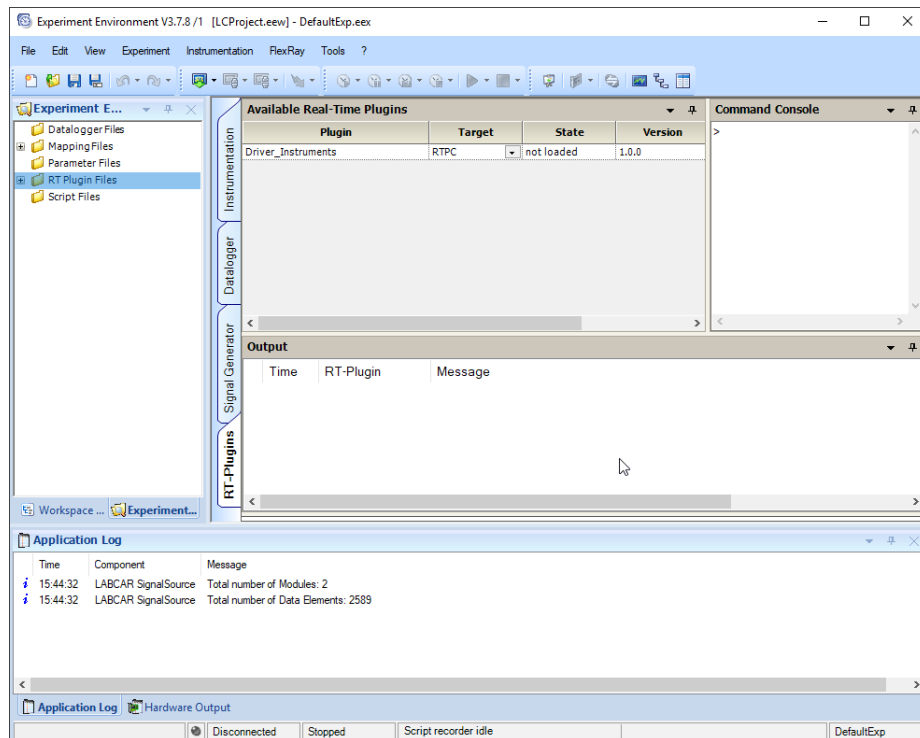 Experiment Environment V3.7.8 /1 [LCProject.eew] - DefaultExp.eex
File Edit View Experiment Instrumentation FlexRay Tools ?
Experiment E...
Datalogger Files
Mapping Files
Parameter Files
RT Plugin Files
Script Files
Workspace ... Experiment...
Instrumentation
Datalogger
Signal Generator
RT-Plugins
Available Real-Time Plugins
Plugin Target State Version
Driver_Instruments RTPC not loaded 1.0.0
Command Console
>
Output
Time RT-Plugin Message
Application Log
Time Component Message
i 15:44:32 LABCAR SignalSource Total number of Modules: 2
i 15:44:32 LABCAR SignalSource Total number of Data Elements: 2589
Application Log Hardware Output
Disconnected Stopped Script recorder idle DefaultExp